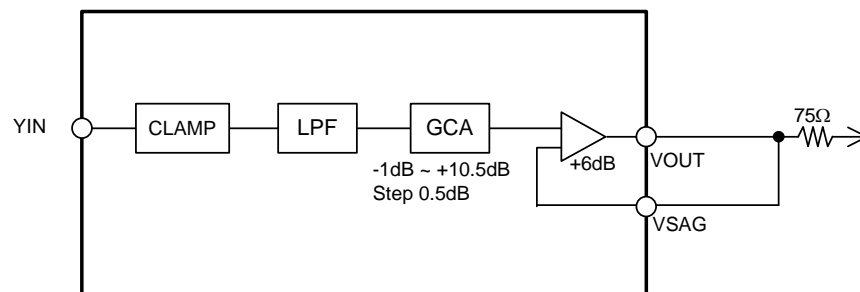 YIN
CLAMP
LPF
GCA
-1dB ~ +10.5dB
Step 0.5dB
+6dB
VOUT
VSAG
75Ω